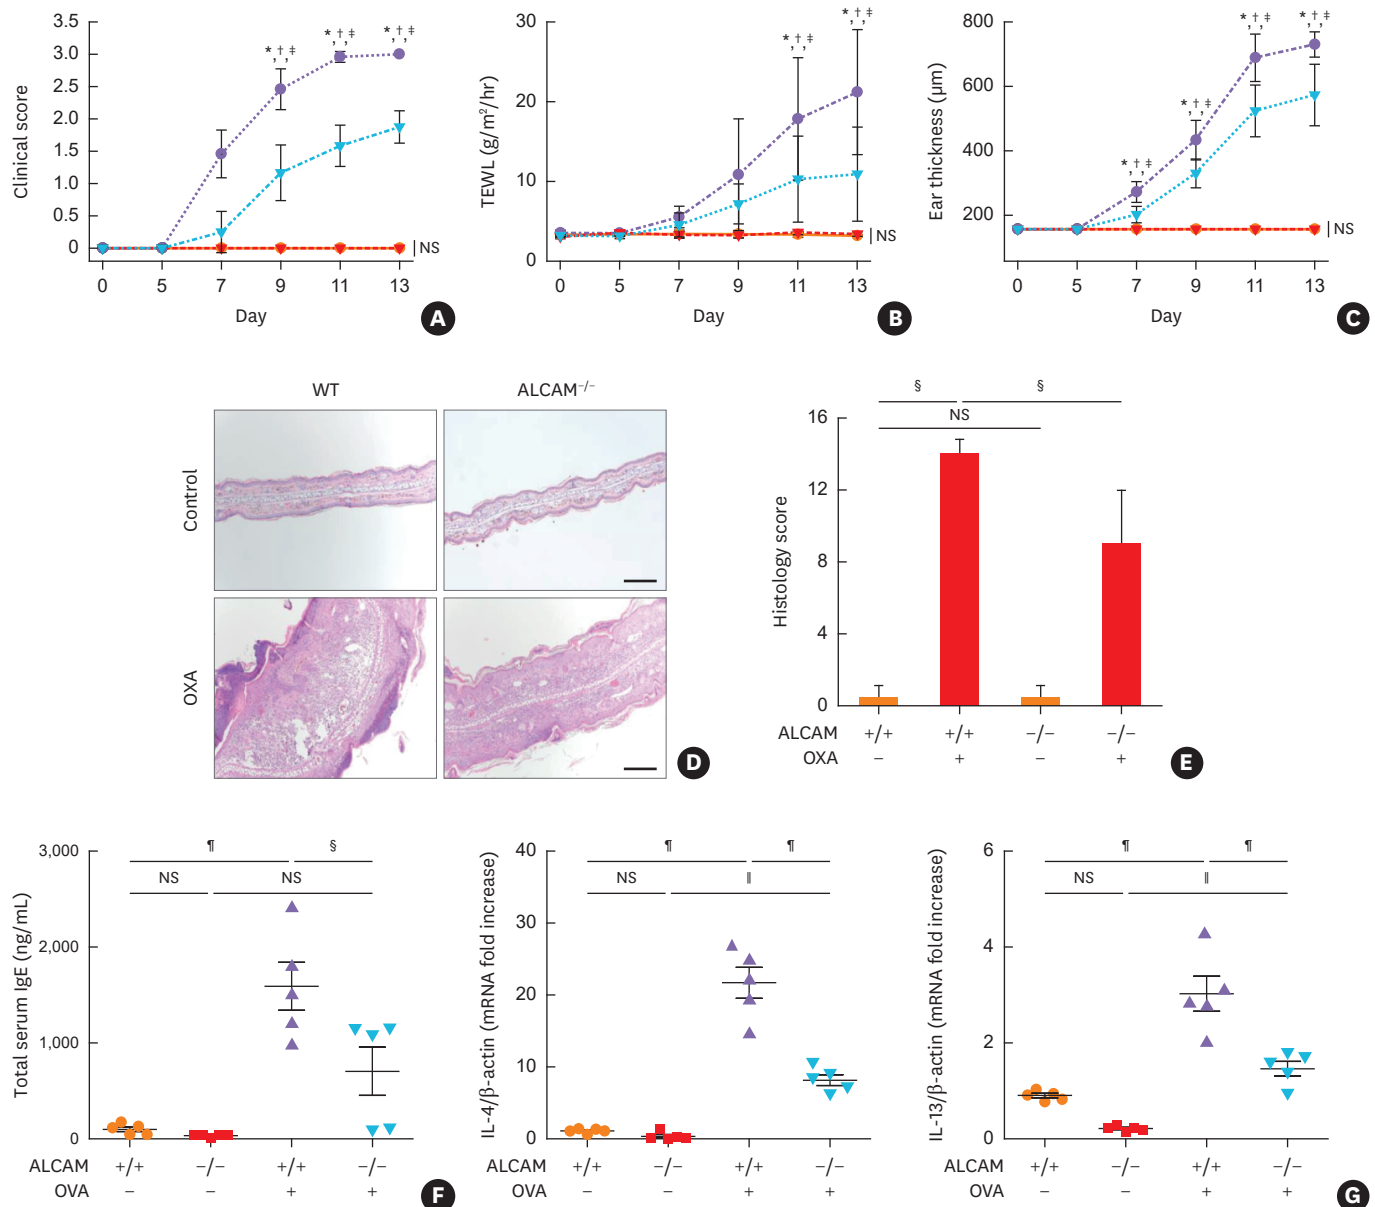 3.5
3.0
2.5
2.0
1.5
1.0
0.5
0
Clinical score
*,†,‡
*,†,‡
*,†,‡
NS
0 5 7 9 11 13
Day
A
30
20
10
0
TEWL (g/m²/hr)
*,†,‡
*,†,‡
NS
0 5 7 9 11 13
Day
B
800
600
400
200
Ear thickness (µm)
*,†,‡
*,†,‡
*,†,‡
*,†,‡
NS
0 5 7 9 11 13
Day
C
WT ALCAM⁻/⁻
Control
OXA
D
16
12
8
4
0
Histology score
§ §
NS
ALCAM +/+ +/+ −/− −/−
OXA − + − +
E
3,000
2,000
1,000
0
Total serum IgE (ng/mL)
¶ §
NS NS
ALCAM +/+ −/− +/+ −/−
OVA − − + +
F
40
30
20
10
0
IL-4/β-actin (mRNA fold increase)
¶ ¶
NS ‖
ALCAM +/+ −/− +/+ −/−
OVA − − + +
6
4
2
0
IL-13/β-actin (mRNA fold increase)
¶ ¶
NS ‖
ALCAM +/+ −/− +/+ −/−
OVA − − + +
G